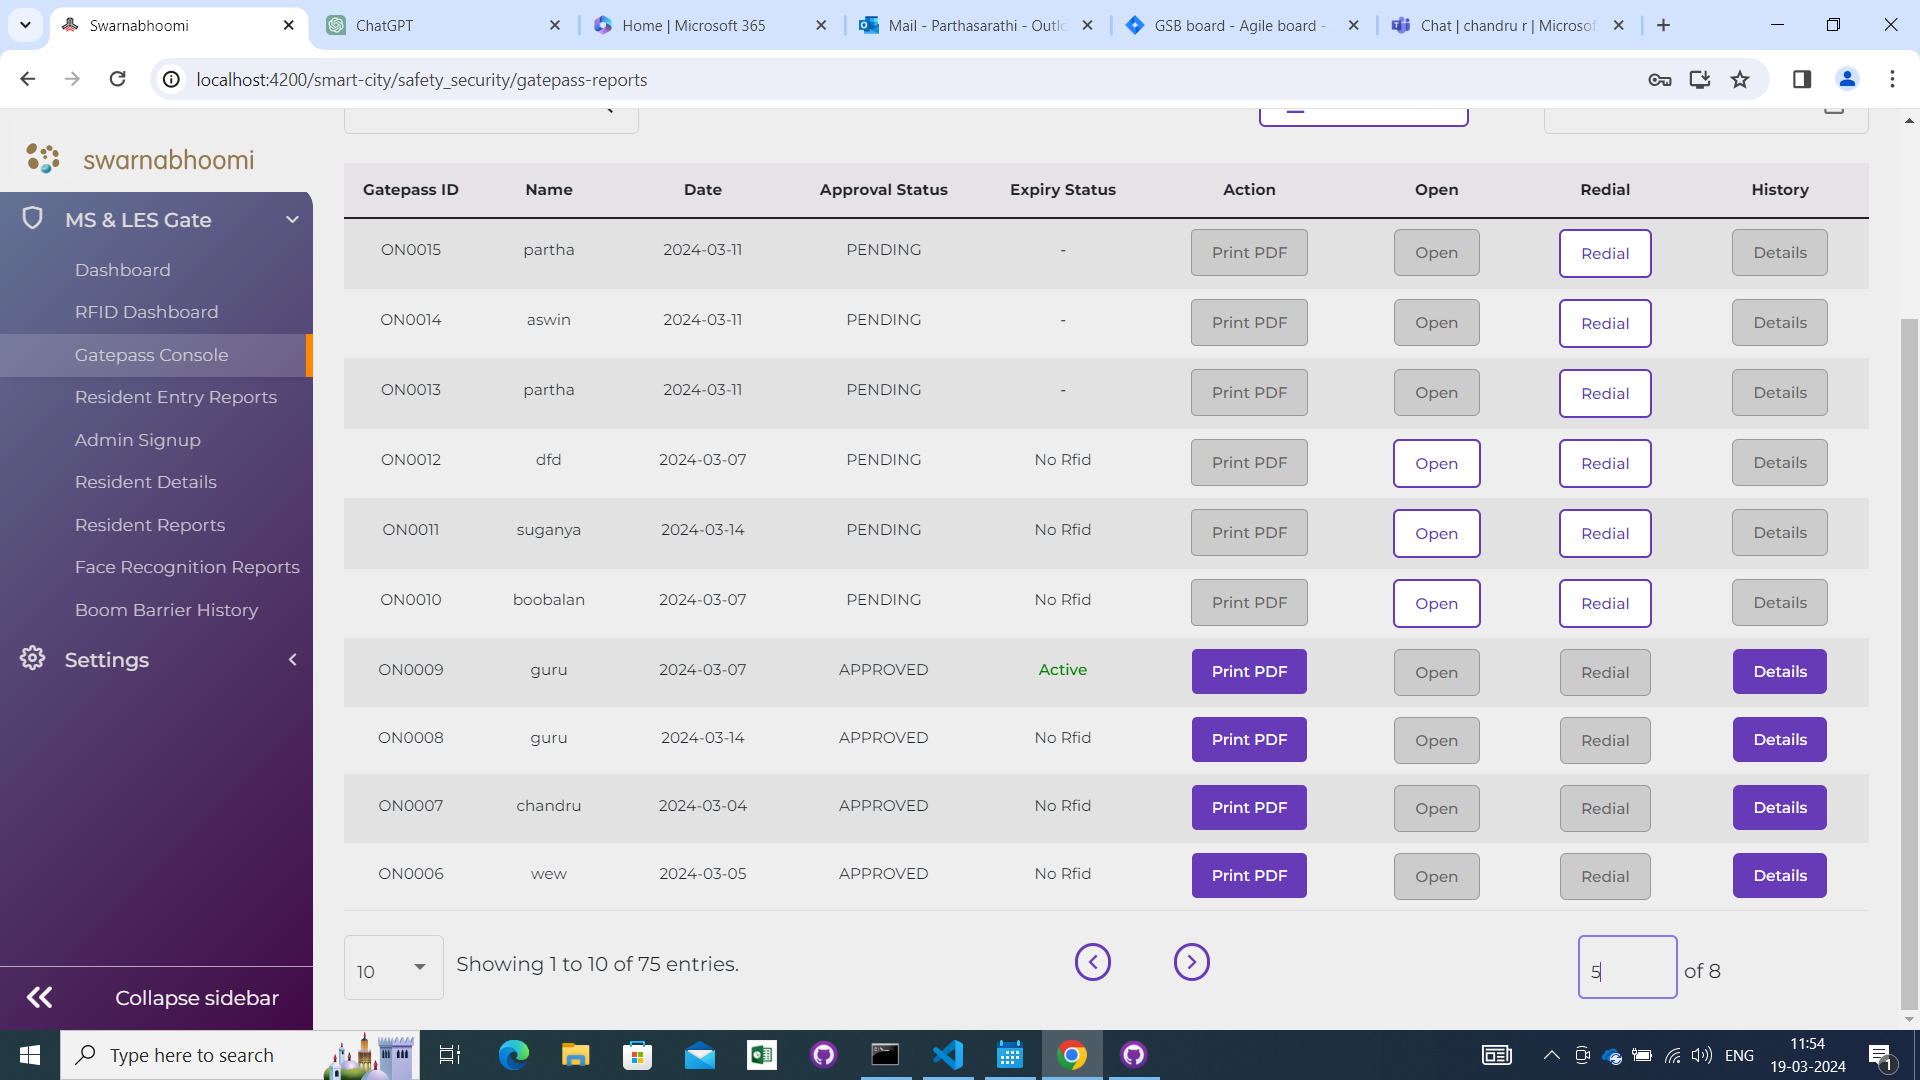 Swarnabhoomi
ChatGPT
Home | Microsoft 365
Mail - Parthasarathi - Outlo
GSB board - Agile board -
Chat | chandru r | Microsof
localhost:4200/smart-city/safety_security/gatepass-reports
swarnabhoomi
MS & LES Gate
Dashboard
RFID Dashboard
Gatepass Console
Resident Entry Reports
Admin Signup
Resident Details
Resident Reports
Face Recognition Reports
Boom Barrier History
Settings
Collapse sidebar
Gatepass ID Name Date Approval Status Expiry Status Action Open Redial History
ON0015 partha 2024-03-11 PENDING - Print PDF Open Redial Details
ON0014 aswin 2024-03-11 PENDING - Print PDF Open Redial Details
ON0013 partha 2024-03-11 PENDING - Print PDF Open Redial Details
ON0012 dfd 2024-03-07 PENDING No Rfid Print PDF Open Redial Details
ON0011 suganya 2024-03-14 PENDING No Rfid Print PDF Open Redial Details
ON0010 boobalan 2024-03-07 PENDING No Rfid Print PDF Open Redial Details
ON0009 guru 2024-03-07 APPROVED Active Print PDF Open Redial Details
ON0008 guru 2024-03-14 APPROVED No Rfid Print PDF Open Redial Details
ON0007 chandru 2024-03-04 APPROVED No Rfid Print PDF Open Redial Details
ON0006 wew 2024-03-05 APPROVED No Rfid Print PDF Open Redial Details
10 Showing 1 to 10 of 75 entries. 5 of 8
Type here to search
ENG
11:54
19-03-2024
1